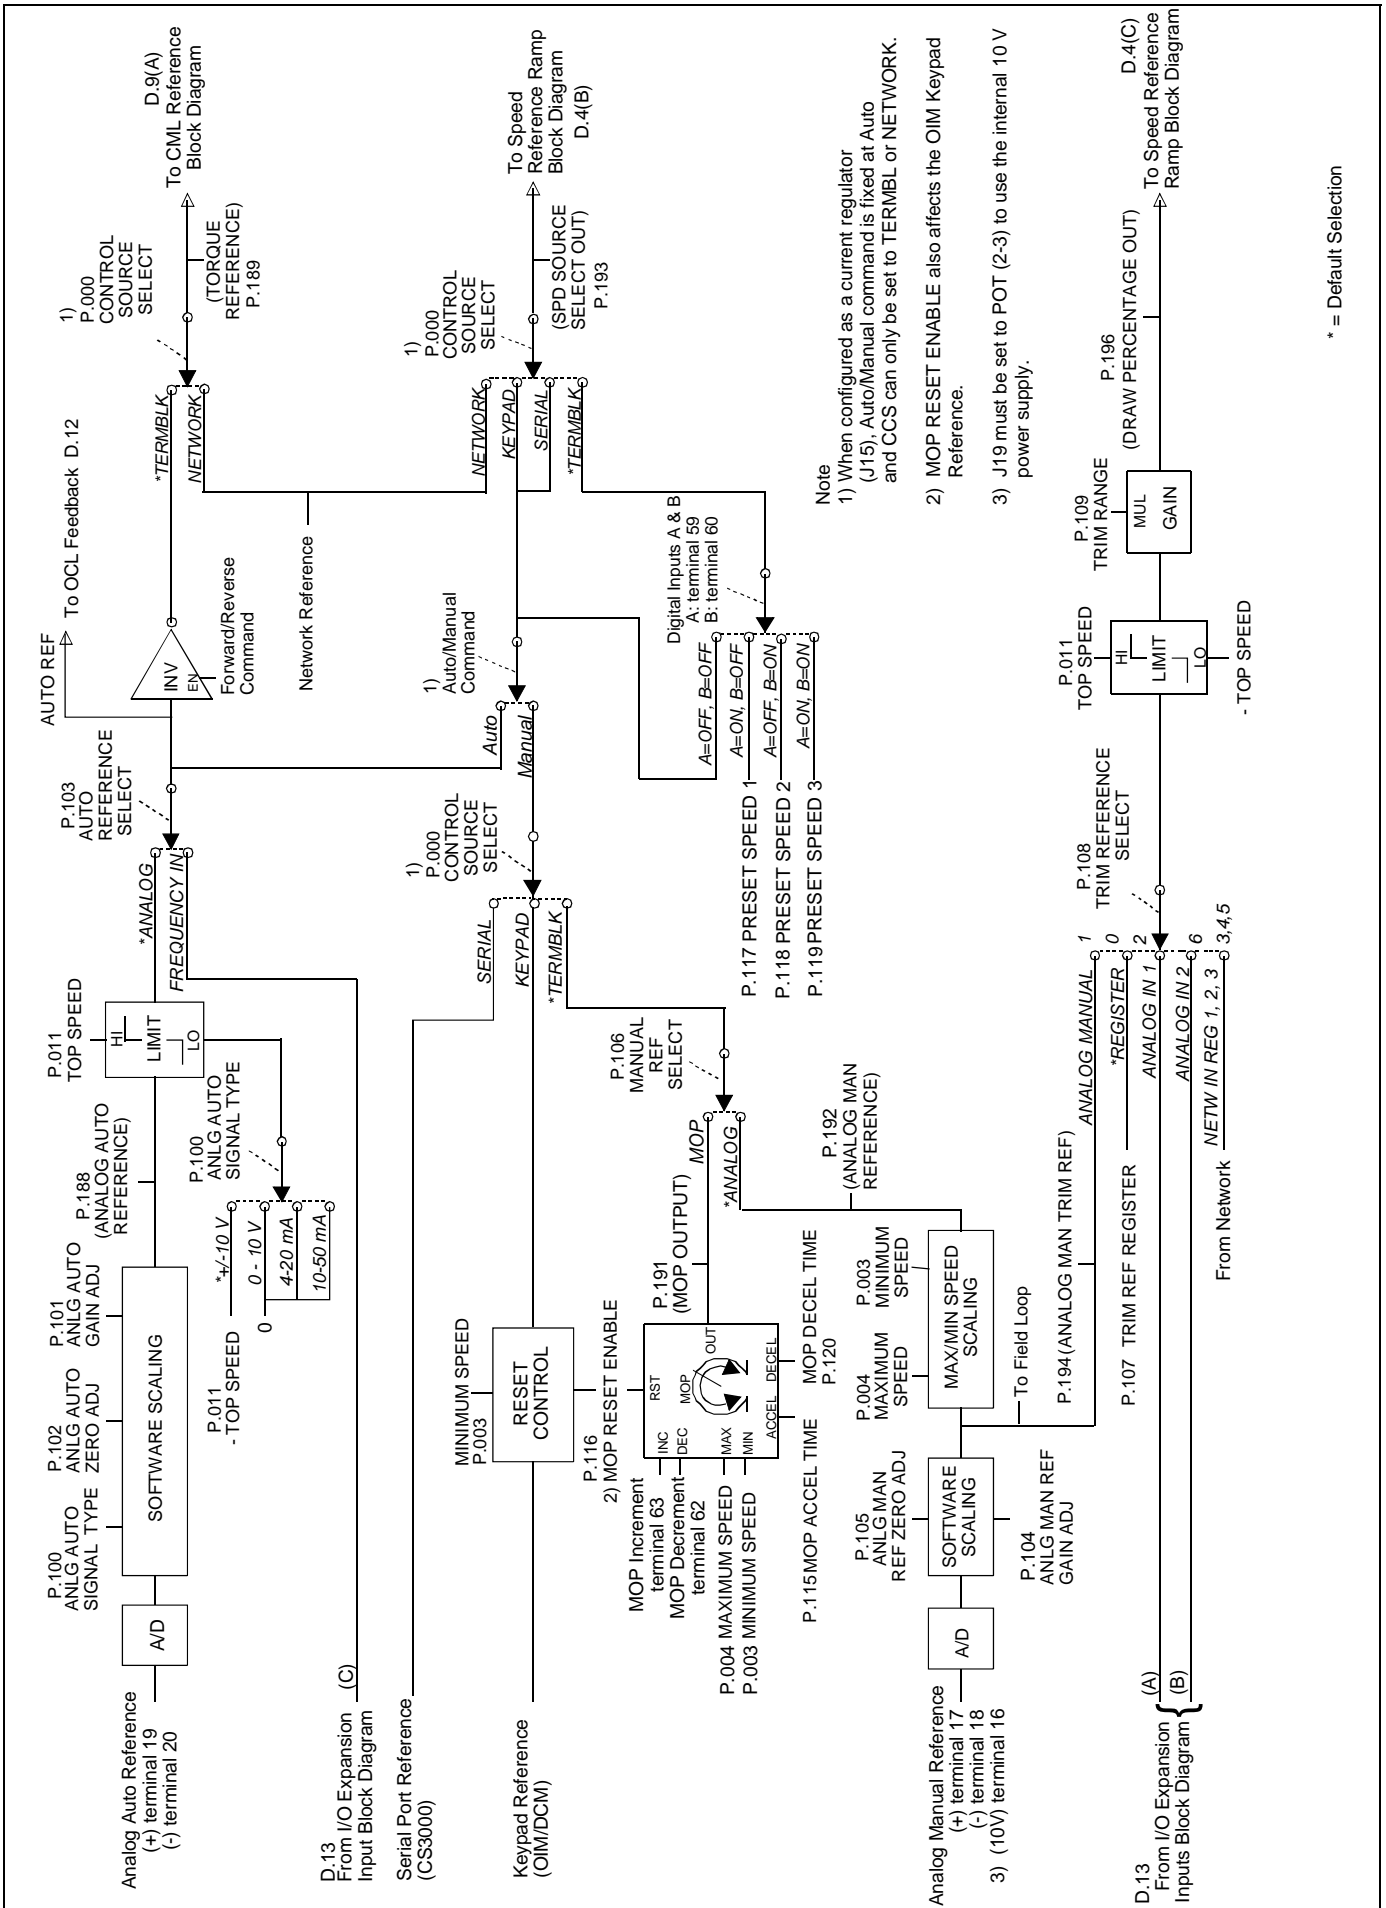 Analog Auto Reference
(+) terminal 19
(-) terminal 20
A/D
P.100
ANLG AUTO
SIGNAL TYPE
P.102
ANLG AUTO
ZERO ADJ
P.101
ANLG AUTO
GAIN ADJ
SOFTWARE SCALING
P.188
(ANALOG AUTO
REFERENCE)
P.011
TOP SPEED
HI
LIMIT
LO
P.011
- TOP SPEED
0
*+/-10 V
0 - 10 V
4-20 mA
10-50 mA
P.100
ANLG AUTO
SIGNAL TYPE
*ANALOG
FREQUENCY IN
P.103
AUTO
REFERENCE
SELECT
AUTO REF
To OCL Feedback D.12
INV
EN
Forward/Reverse
Command
*TERMBLK
NETWORK
1)
P.000
CONTROL
SOURCE
SELECT
(TORQUE
REFERENCE)
P.189
D.9(A)
To CML Reference
Block Diagram
D.13
From I/O Expansion
Input Block Diagram
(C)
Network Reference
Serial Port Reference
(CS3000)
Keypad Reference
(OIM/DCM)
MINIMUM SPEED
P.003
RESET
CONTROL
P.116
2) MOP RESET ENABLE
SERIAL
KEYPAD
*TERMBLK
1)
P.000
CONTROL
SOURCE
SELECT
Auto
Manual
1)
Auto/Manual
Command
NETWORK
KEYPAD
SERIAL
*TERMBLK
1)
P.000
CONTROL
SOURCE
SELECT
(SPD SOURCE
SELECT OUT)
P.193
To Speed
Reference Ramp
Block Diagram
D.4(B)
MOP Increment
terminal 63
MOP Decrement
terminal 62
P.004 MAXIMUM SPEED
P.003 MINIMUM SPEED
INC
DEC
MAX
MIN
RST
MOP
OUT
ACCEL
DECEL
P.115MOP ACCEL TIME
MOP DECEL TIME
P.120
P.191
(MOP OUTPUT)
MOP
*ANALOG
P.106
MANUAL
REF
SELECT
P.192
(ANALOG MAN
REFERENCE)
Digital Inputs A & B
A: terminal 59
B: terminal 60
A=OFF, B=OFF
A=ON, B=OFF
A=OFF, B=ON
A=ON, B=ON
P.117 PRESET SPEED 1
P.118 PRESET SPEED 2
P.119PRESET SPEED 3
Note
1) When configured as a current regulator
(J15), Auto/Manual command is fixed at Auto
and CCS can only be set to TERMBL or NETWORK.
2) MOP RESET ENABLE also affects the OIM Keypad
Reference.
3) J19 must be set to POT (2-3) to use the internal 10 V
power supply.
Analog Manual Reference
(+) terminal 17
(-) terminal 18
3) (10V) terminal 16
A/D
P.105
ANLG MAN
REF ZERO ADJ
SOFTWARE
SCALING
P.104
ANLG MAN REF
GAIN ADJ
P.004
MAXIMUM
SPEED
P.003
MINIMUM
SPEED
MAX/MIN SPEED
SCALING
To Field Loop
P.194(ANALOG MAN TRIM REF)
P.107 TRIM REF REGISTER
D.13
From I/O Expansion
Inputs Block Diagram
(A)
(B)
From Network
ANALOG MANUAL 1
*REGISTER 0
ANALOG IN 1 2
ANALOG IN 2 6
NETW IN REG 1, 2, 3 3,4,5
P.108
TRIM REFERENCE
SELECT
P.011
TOP SPEED
HI
LIMIT
LO
- TOP SPEED
P.109
TRIM RANGE
MUL
GAIN
P.196
(DRAW PERCENTAGE OUT)
D.4(C)
To Speed Reference
Ramp Block Diagram
* = Default Selection